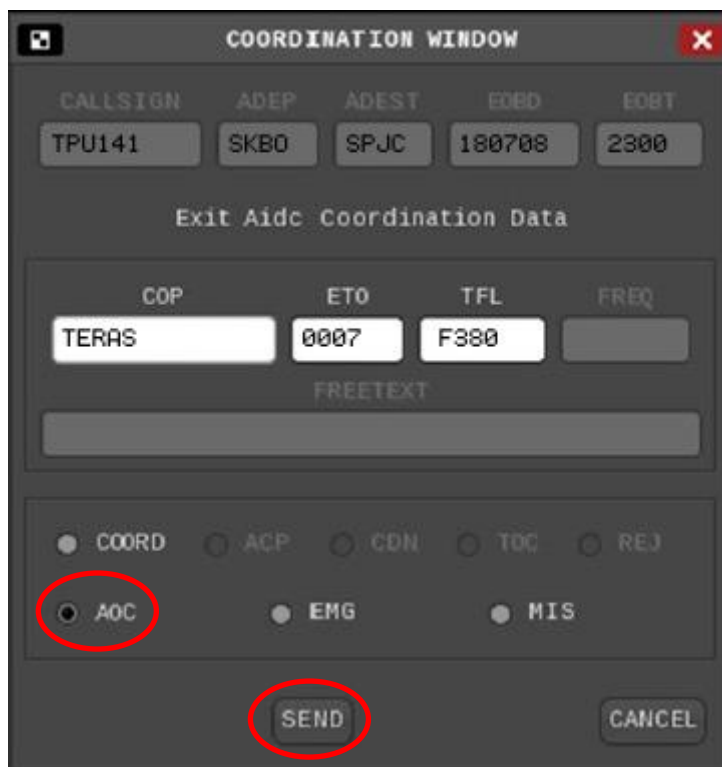 COORDINATION WINDOW
CALLSIGN ADEP ADEST EOBD EOBT
TPU141 SKBO SPJC 180708 2300
Exit Aidc Coordination Data
COP ETO TFL FREQ
TERAS 0007 F380
FREETEXT
COORD ACP CDN TOC REJ
AOC EMG MIS
SEND CANCEL